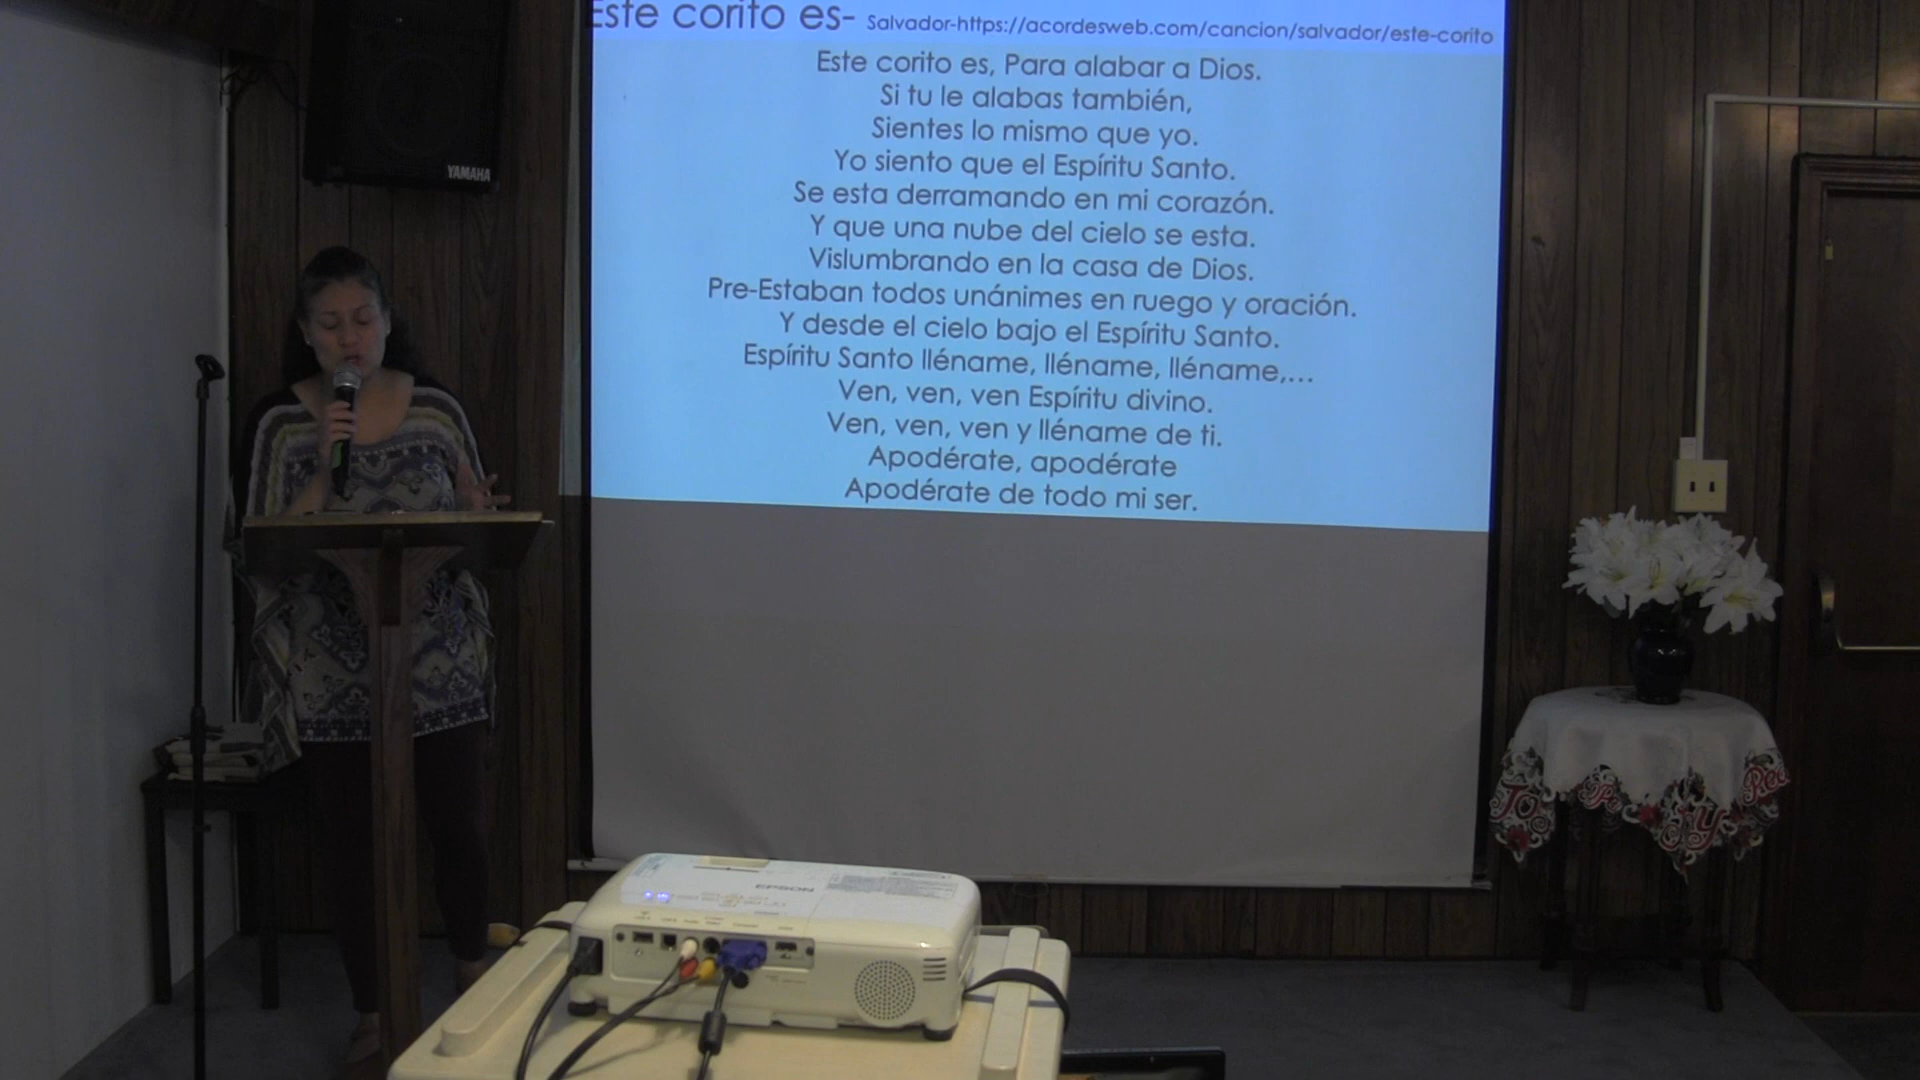 Este corito es- Salvador-https://acordesweb.com/cancion/salvador/este-corito
Este corito es, Para alabar a Dios.
Si tu le alabas también,
Sientes lo mismo que yo.
Yo siento que el Espíritu Santo.
Se esta derramando en mi corazón.
Y que una nube del cielo se esta.
Vislumbrando en la casa de Dios.
Pre-Estaban todos unánimes en ruego y oración.
Y desde el cielo bajo el Espíritu Santo.
Espíritu Santo lléname, lléname, lléname,...
Ven, ven, ven Espíritu divino.
Ven, ven, ven y lléname de ti.
Apodérate, apodérate
Apodérate de todo mi ser.
YAMAHA
EPSON